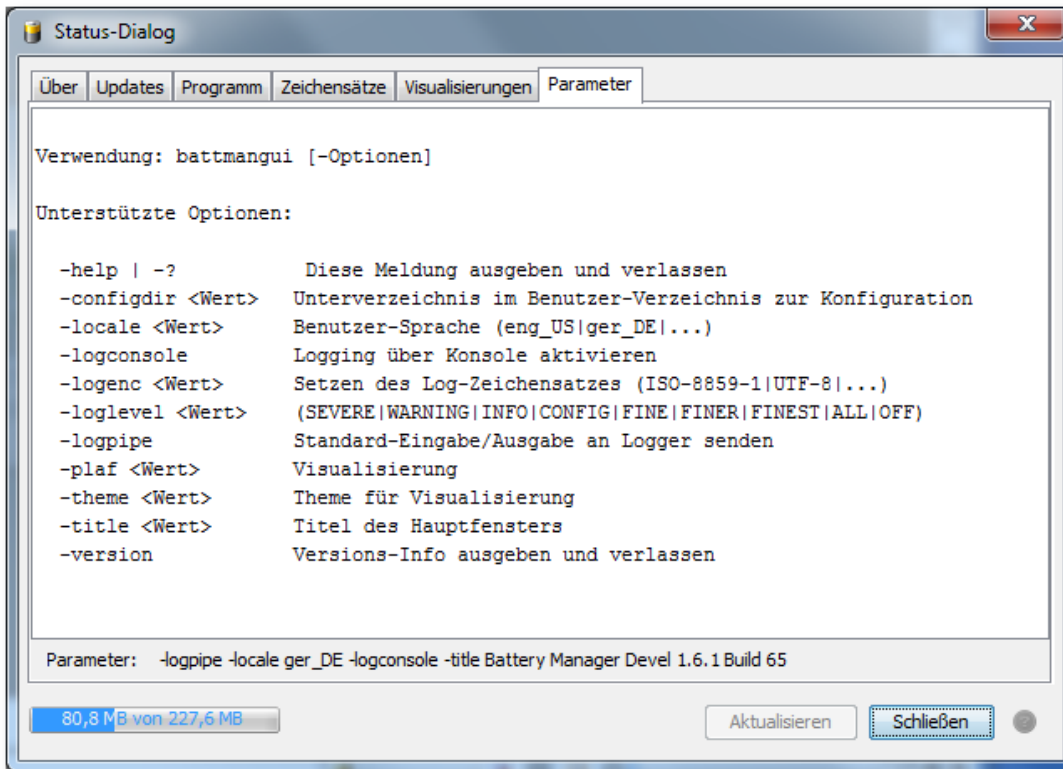 Status-Dialog
Über Updates Programm Zeichensätze Visualisierungen Parameter
Verwendung: battmangui [-Optionen]
Unterstützte Optionen:
-help | -? Diese Meldung ausgeben und verlassen
-configdir <Wert> Unterverzeichnis im Benutzer-Verzeichnis zur Konfiguration
-locale <Wert> Benutzer-Sprache (eng_US|ger_DE|...)
-logconsole Logging über Konsole aktivieren
-logenc <Wert> Setzen des Log-Zeichensatzes (ISO-8859-1|UTF-8|...)
-loglevel <Wert> (SEVERE|WARNING|INFO|CONFIG|FINE|FINER|FINEST|ALL|OFF)
-logpipe Standard-Eingabe/Ausgabe an Logger senden
-plaf <Wert> Visualisierung
-theme <Wert> Theme für Visualisierung
-title <Wert> Titel des Hauptfensters
-version Versions-Info ausgeben und verlassen
Parameter: -logpipe -locale ger_DE -logconsole -title Battery Manager Devel 1.6.1 Build 65
80,8 MB von 227,6 MB Aktualisieren Schließen ?